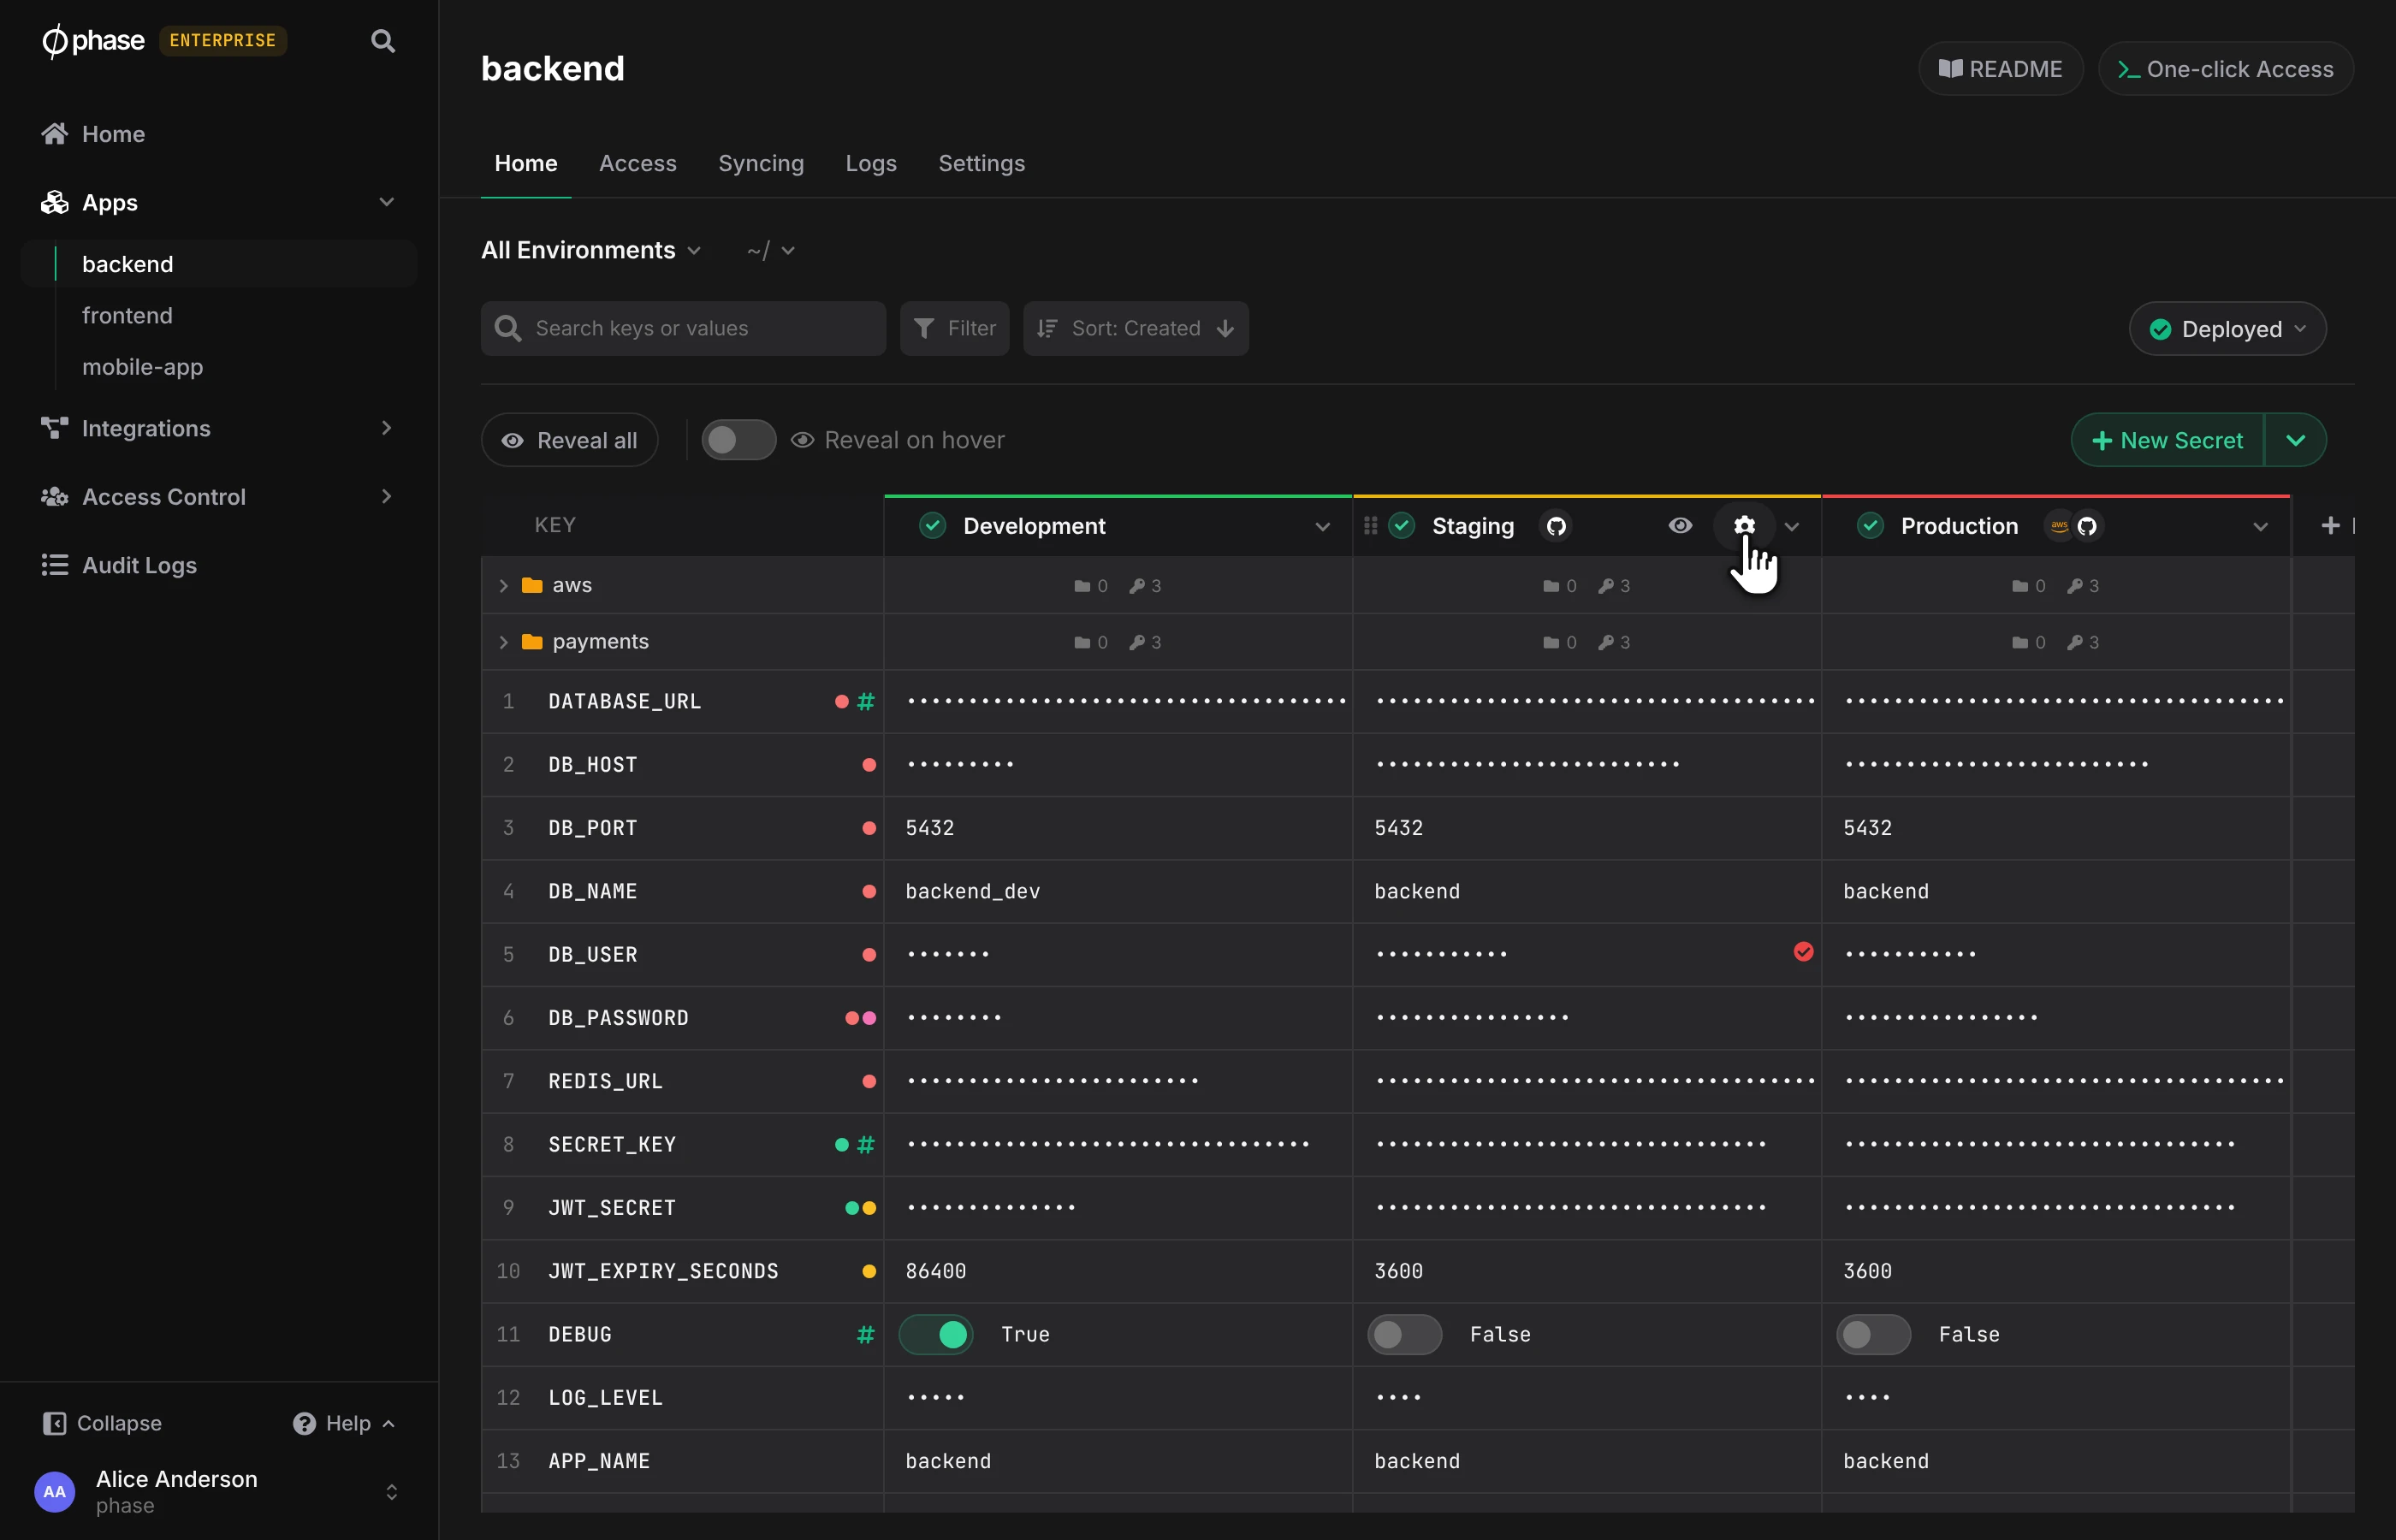 phase ENTERPRISE
Home
Apps
backend
frontend
mobile-app
Integrations
Access Control
Audit Logs
Collapse Help
AA Alice Anderson
phase
backend
README One-click Access
Home Access Syncing Logs Settings
All Environments ~/
Search keys or values Filter Sort: Created Deployed
Reveal all Reveal on hover + New Secret
KEY Development Staging Production aws +
aws 0 3 0 3 0 3
payments 0 3 0 3 0 3
1 DATABASE_URL # ••••••••••••••••••••••••••••••••• ••••••••••••••••••••••••••••••••• •••••••••••••••••••••••••••••••••
2 DB_HOST ••••••••• ••••••••••••••••••••••••• •••••••••••••••••••••••••
3 DB_PORT 5432 5432 5432
4 DB_NAME backend_dev backend backend
5 DB_USER ••••••• ••••••••••• •••••••••••
6 DB_PASSWORD •••••••• •••••••••••••••• ••••••••••••••••
7 REDIS_URL •••••••••••••••••••••••• •••••••••••••••••••••••••••••••••••• ••••••••••••••••••••••••••••••••••••
8 SECRET_KEY # ••••••••••••••••••••••••••••••••• •••••••••••••••••••••••••••••••• ••••••••••••••••••••••••••••••••
9 JWT_SECRET •••••••••••••• •••••••••••••••••••••••••••••••• ••••••••••••••••••••••••••••••••
10 JWT_EXPIRY_SECONDS 86400 3600 3600
11 DEBUG # True False False
12 LOG_LEVEL ••••• •••• ••••
13 APP_NAME backend backend backend